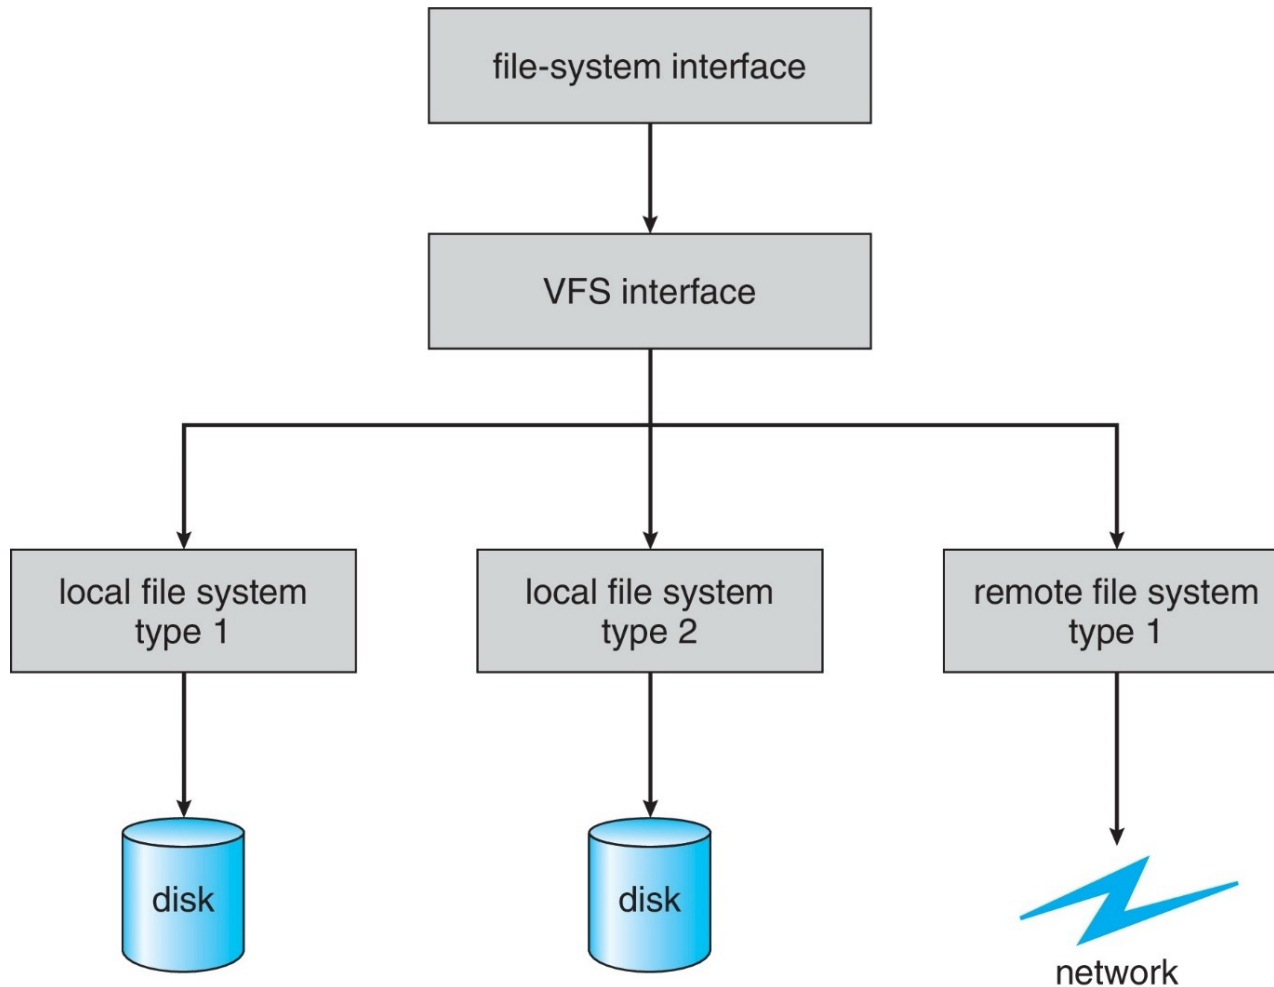 file-system interface
VFS interface
local file system
type 1
local file system
type 2
remote file system
type 1
disk
disk
network